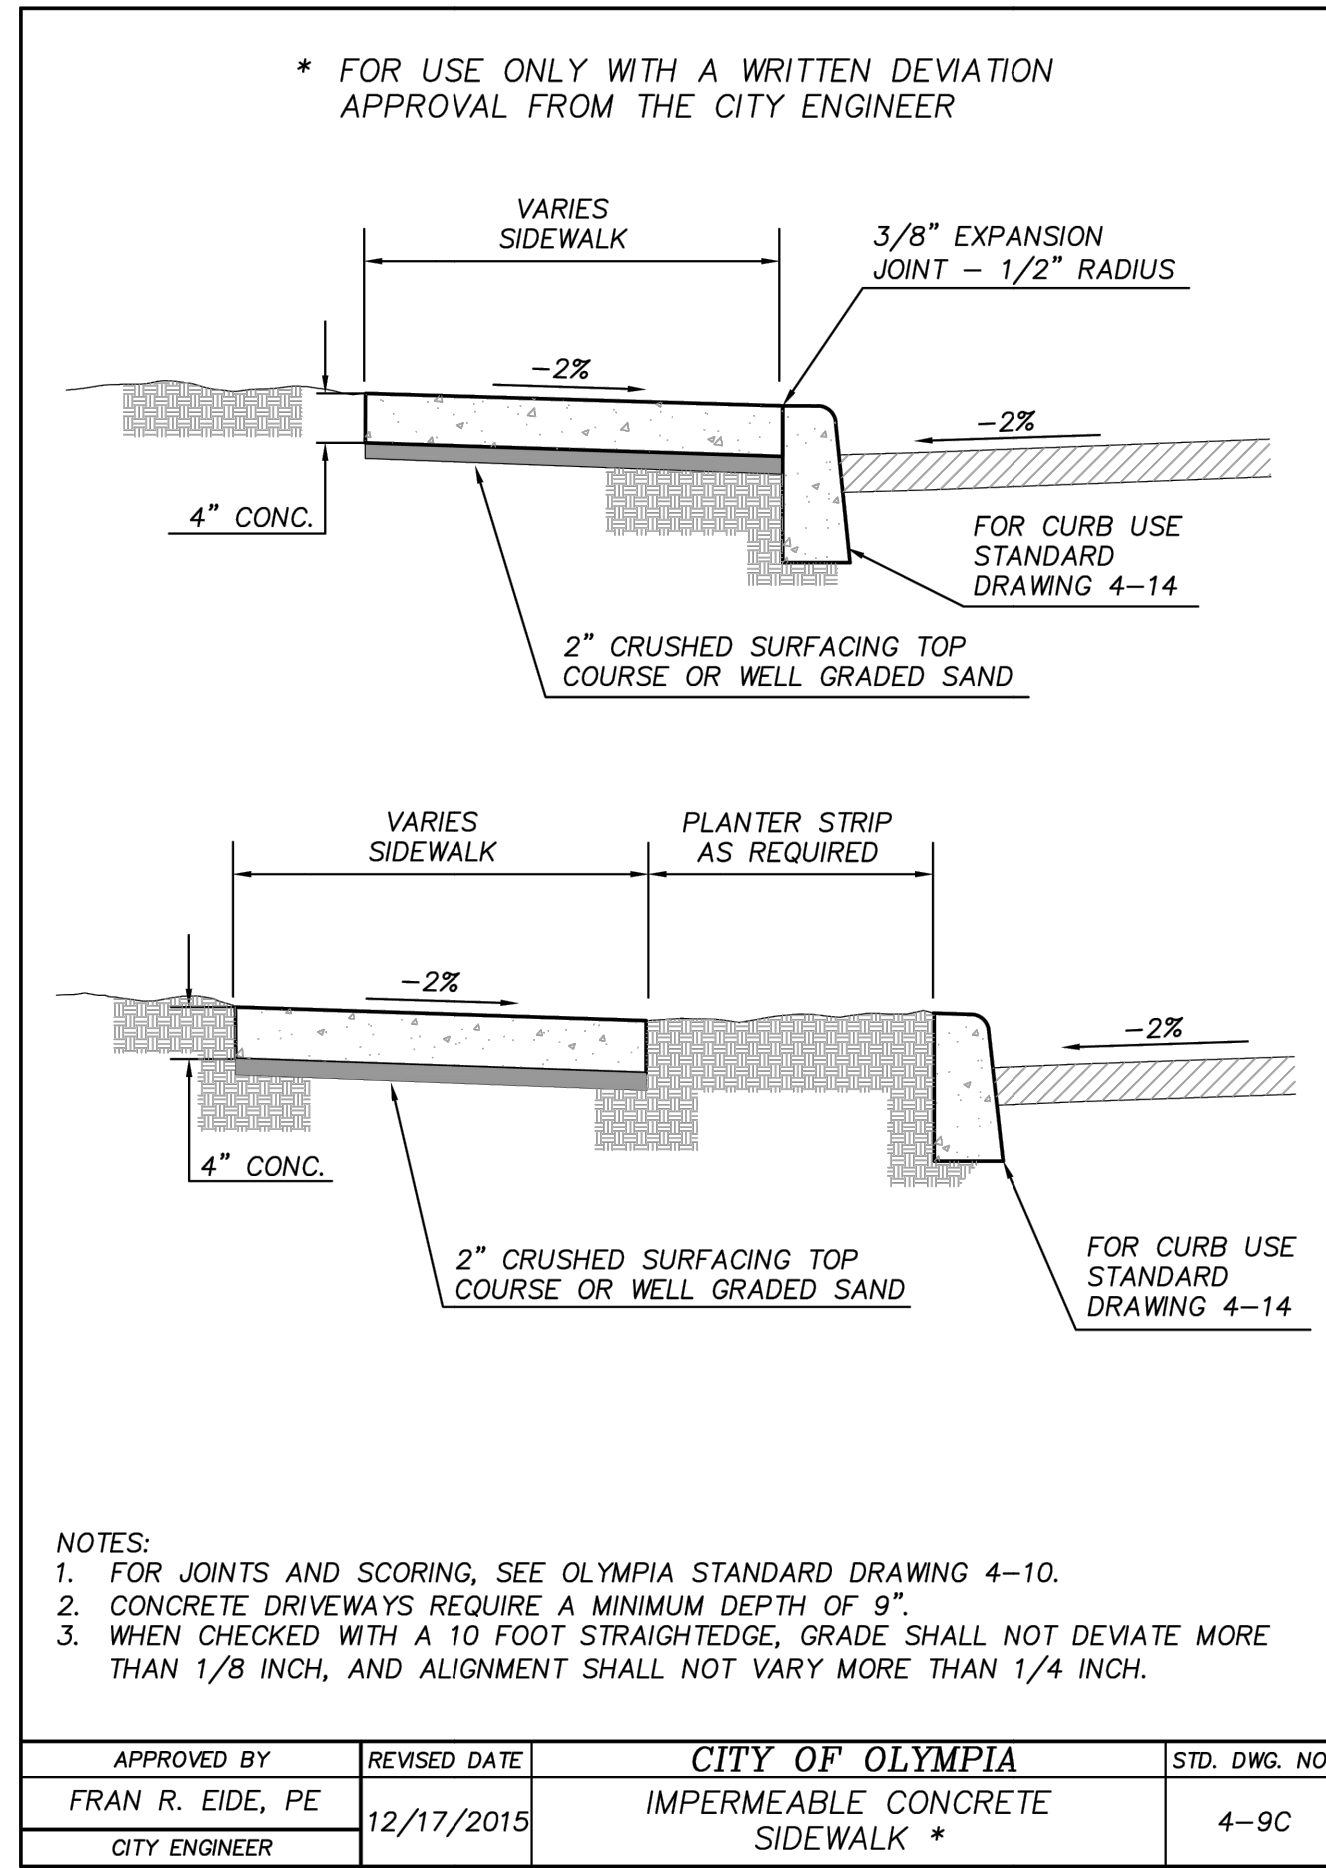 * FOR USE ONLY WITH A WRITTEN DEVIATION
APPROVAL FROM THE CITY ENGINEER
VARIES
SIDEWALK
3/8” EXPANSION
JOINT – 1/2” RADIUS
–2%
–2%
4” CONC.
FOR CURB USE
STANDARD
DRAWING 4–14
2” CRUSHED SURFACING TOP
COURSE OR WELL GRADED SAND
VARIES
SIDEWALK
PLANTER STRIP
AS REQUIRED
–2%
–2%
4” CONC.
2” CRUSHED SURFACING TOP
COURSE OR WELL GRADED SAND
FOR CURB USE
STANDARD
DRAWING 4–14
NOTES:
1. FOR JOINTS AND SCORING, SEE OLYMPIA STANDARD DRAWING 4–10.
2. CONCRETE DRIVEWAYS REQUIRE A MINIMUM DEPTH OF 9”.
3. WHEN CHECKED WITH A 10 FOOT STRAIGHTEDGE, GRADE SHALL NOT DEVIATE MORE
THAN 1/8 INCH, AND ALIGNMENT SHALL NOT VARY MORE THAN 1/4 INCH.
APPROVED BY
FRAN R. EIDE, PE
CITY ENGINEER
REVISED DATE
12/17/2015
CITY OF OLYMPIA
IMPERMEABLE CONCRETE
SIDEWALK *
STD. DWG. NO
4–9C